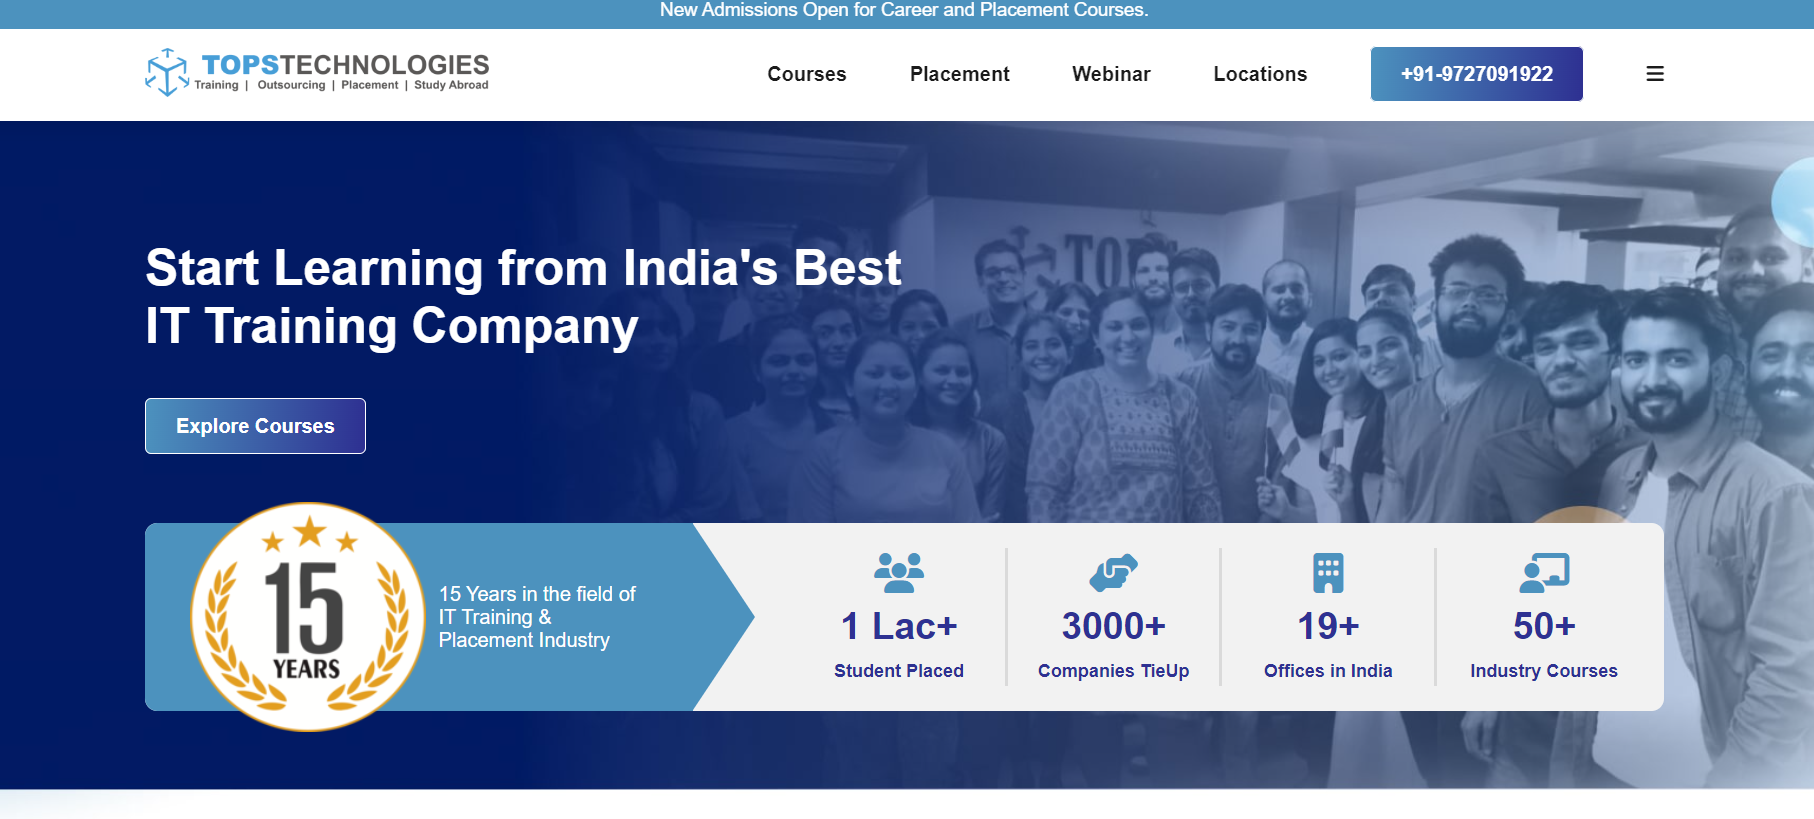 New Admissions Open for Career and Placement Courses.
TOPSTECHNOLOGIES
Training | Outsourcing | Placement | Study Abroad
Courses
Placement
Webinar
Locations
+91-9727091922
Start Learning from India's Best
IT Training Company
Explore Courses
15
YEARS
15 Years in the field of
IT Training &
Placement Industry
1 Lac+
Student Placed
3000+
Companies TieUp
19+
Offices in India
50+
Industry Courses